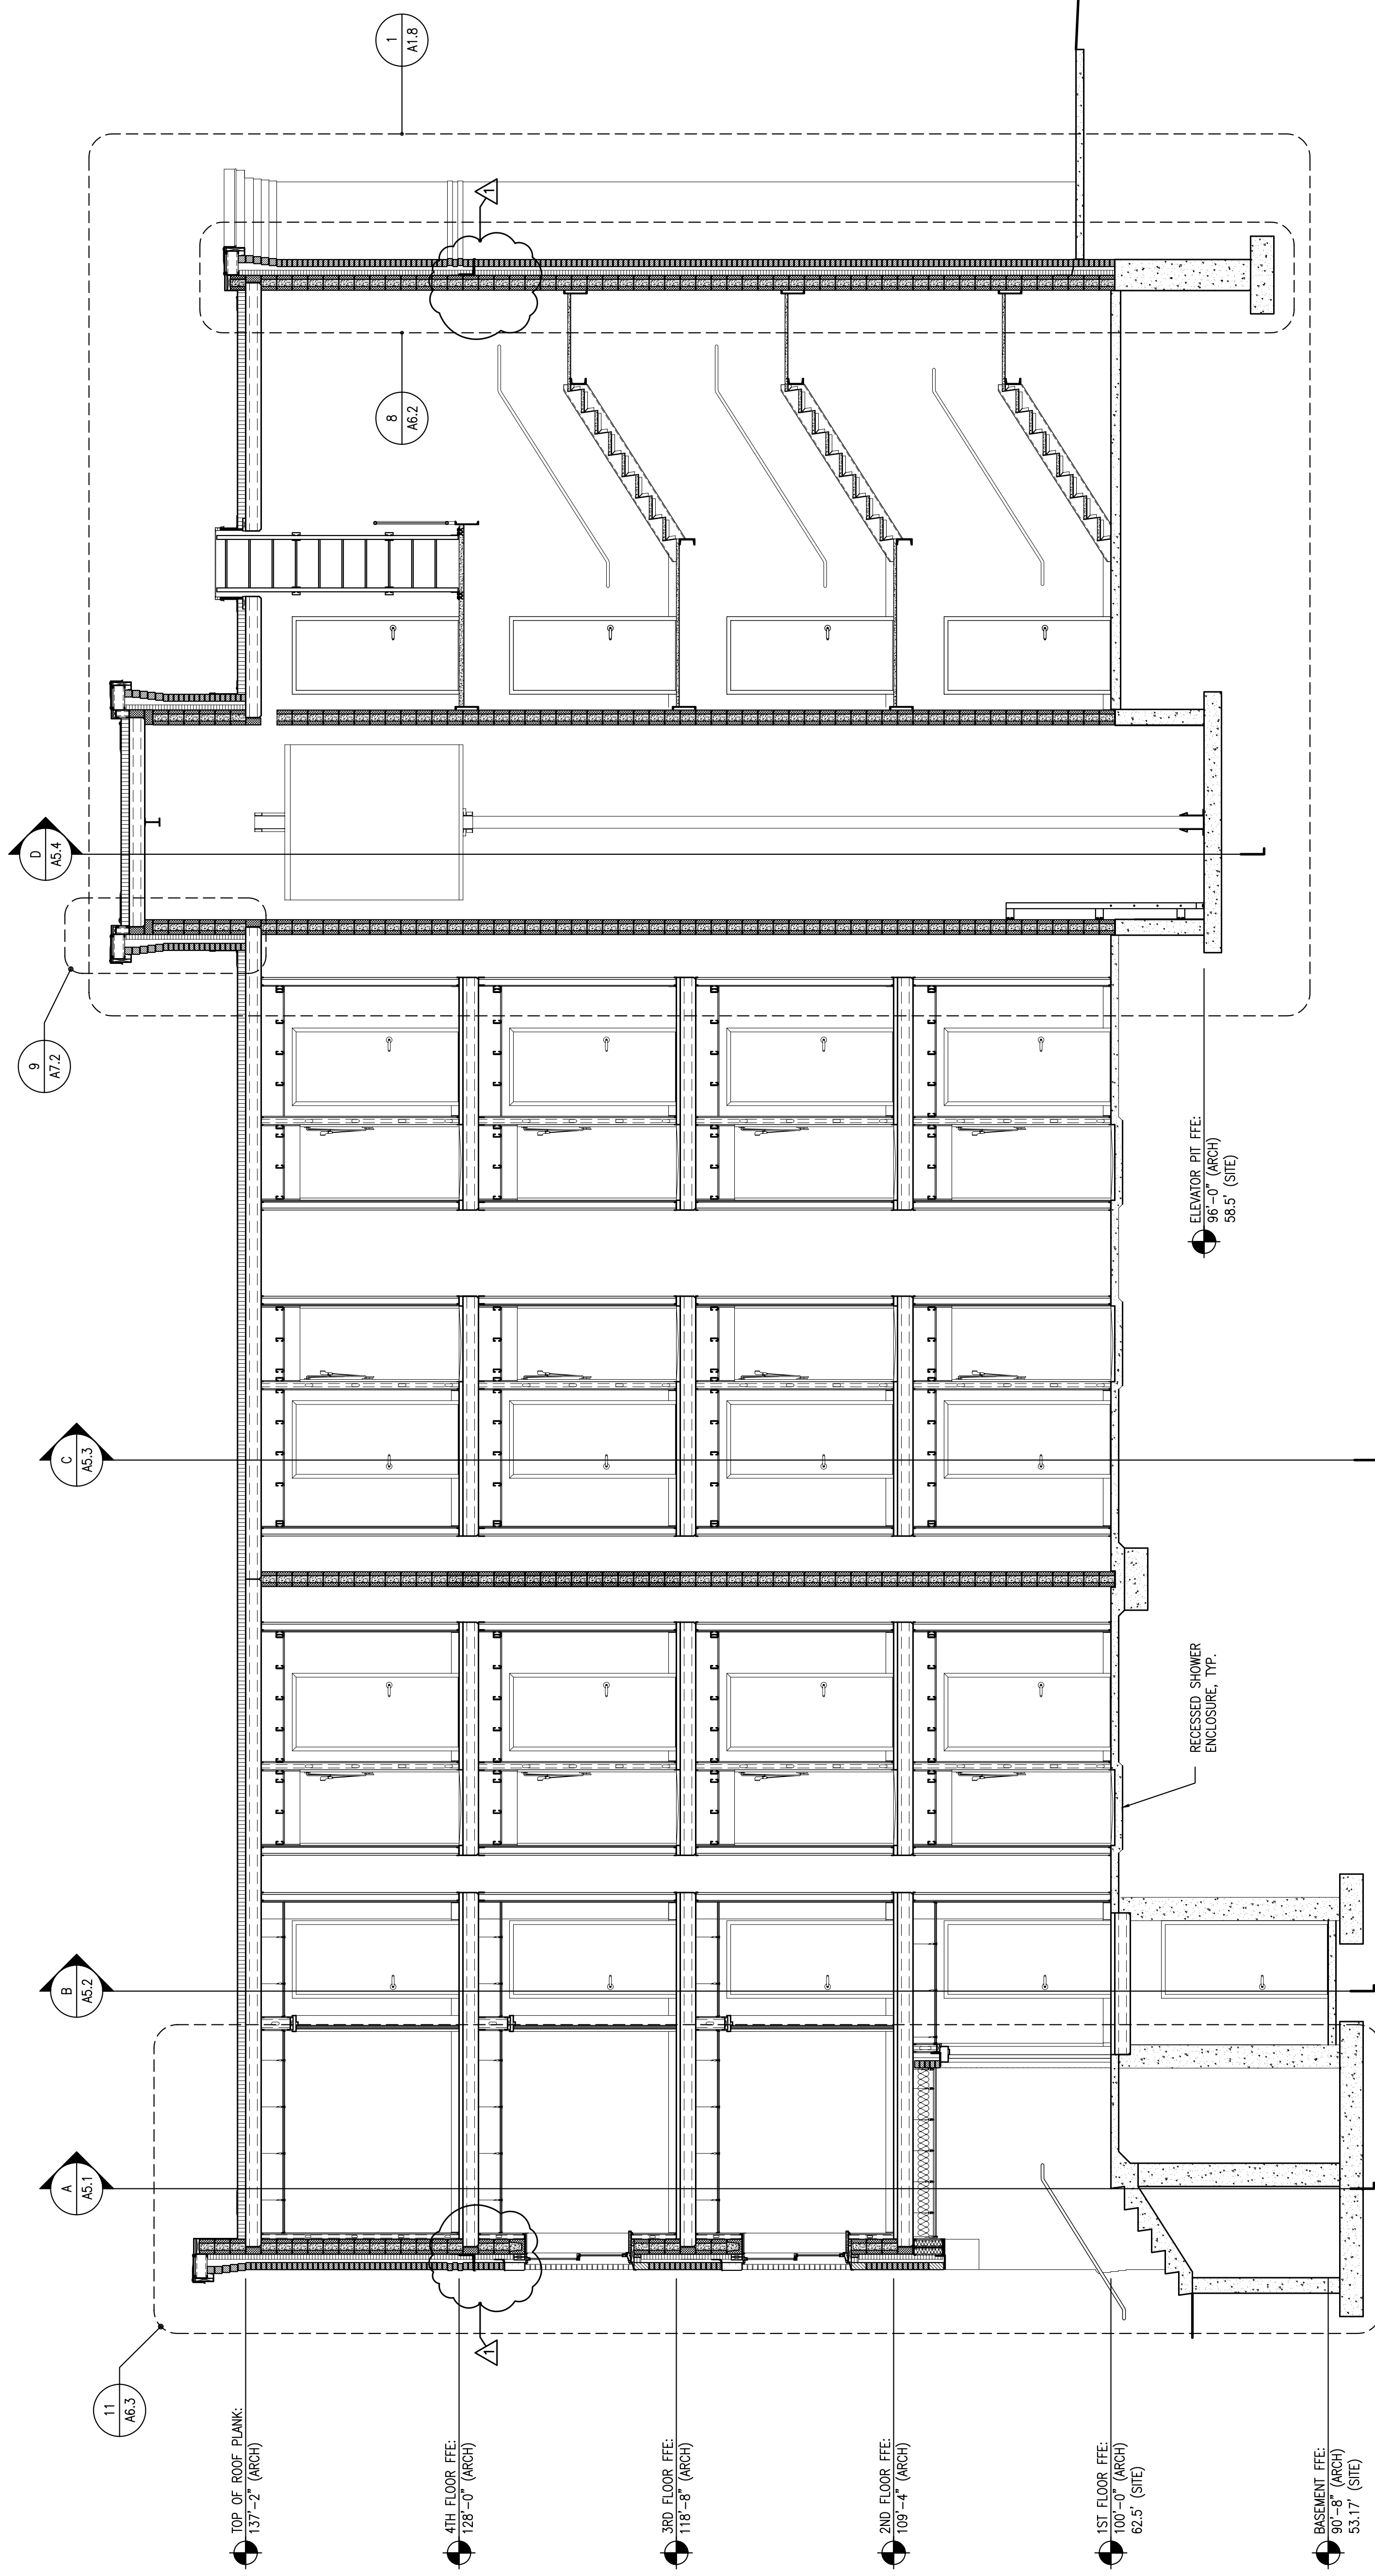 1
A1.8
1
8
A6.2
D
A5.4
9
A7.2
ELEVATOR PIT FFE:
96'-0" (ARCH)
58.5' (SITE)
C
A5.3
RECESSED SHOWER
ENCLOSURE, TYP.
B
A5.2
A
A5.1
1
11
A6.3
TOP OF ROOF PLANK:
137'-2" (ARCH)
4TH FLOOR FFE:
128'-0" (ARCH)
3RD FLOOR FFE:
118'-8" (ARCH)
2ND FLOOR FFE:
109'-4" (ARCH)
1ST FLOOR FFE:
100'-0" (ARCH)
62.5' (SITE)
BASEMENT FFE:
90'-8" (ARCH)
53.17' (SITE)